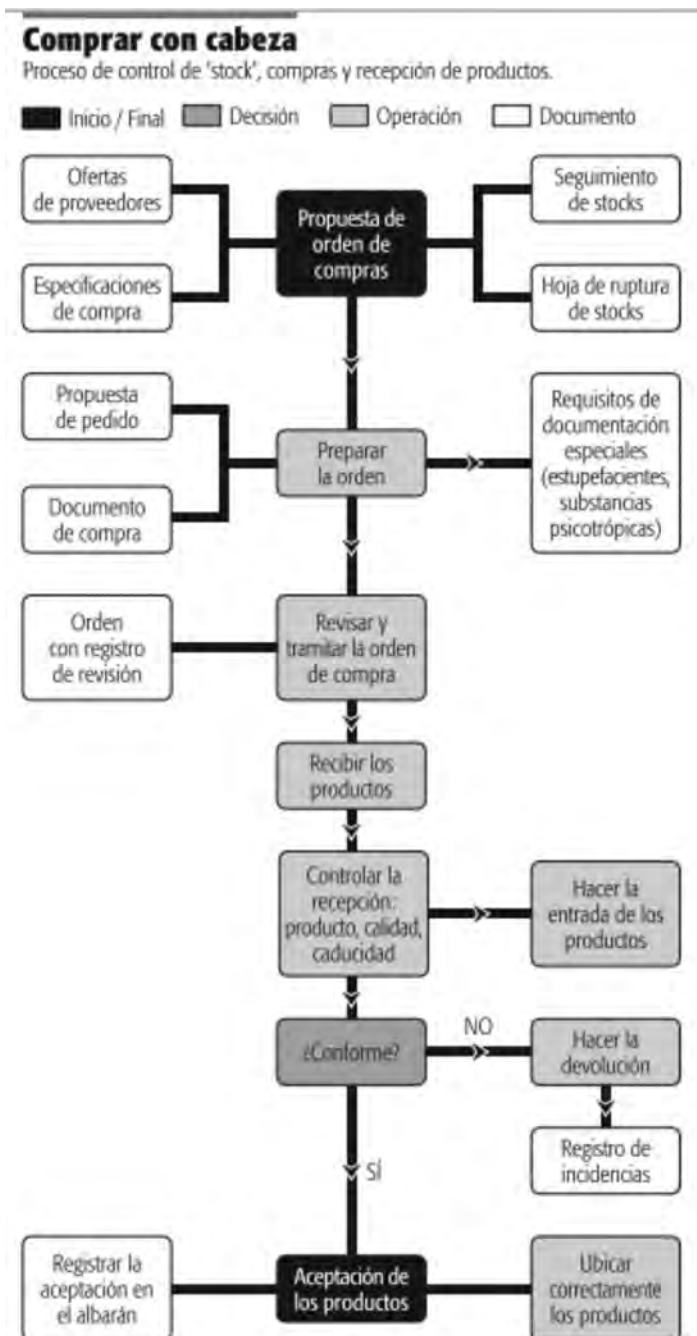 Comprar con cabeza
Proceso de control de 'stock', compras y recepción de productos.
Inicio / Final
Decisión
Operación
Documento
Ofertas
de proveedores
Propuesta de
orden de
compras
Seguimiento
de stocks
Especificaciones
de compra
Hoja de ruptura
de stocks
Propuesta
de pedido
Preparar
la orden
Requisitos de
documentación
especiales
(estupefacientes,
substancias
psicotrópicas)
Documento
de compra
Orden
con registro
de revisión
Revisar y
tramitar la orden
de compra
Recibir los
productos
Controlar la
recepción:
producto, calidad,
caducidad
Hacer la
entrada de los
productos
¿Conforme?
NO
Hacer la
devolución
Registro de
incidencias
SÍ
Registrar la
aceptación en
el albarán
Aceptación de
los productos
Ubicar
correctamente
los productos